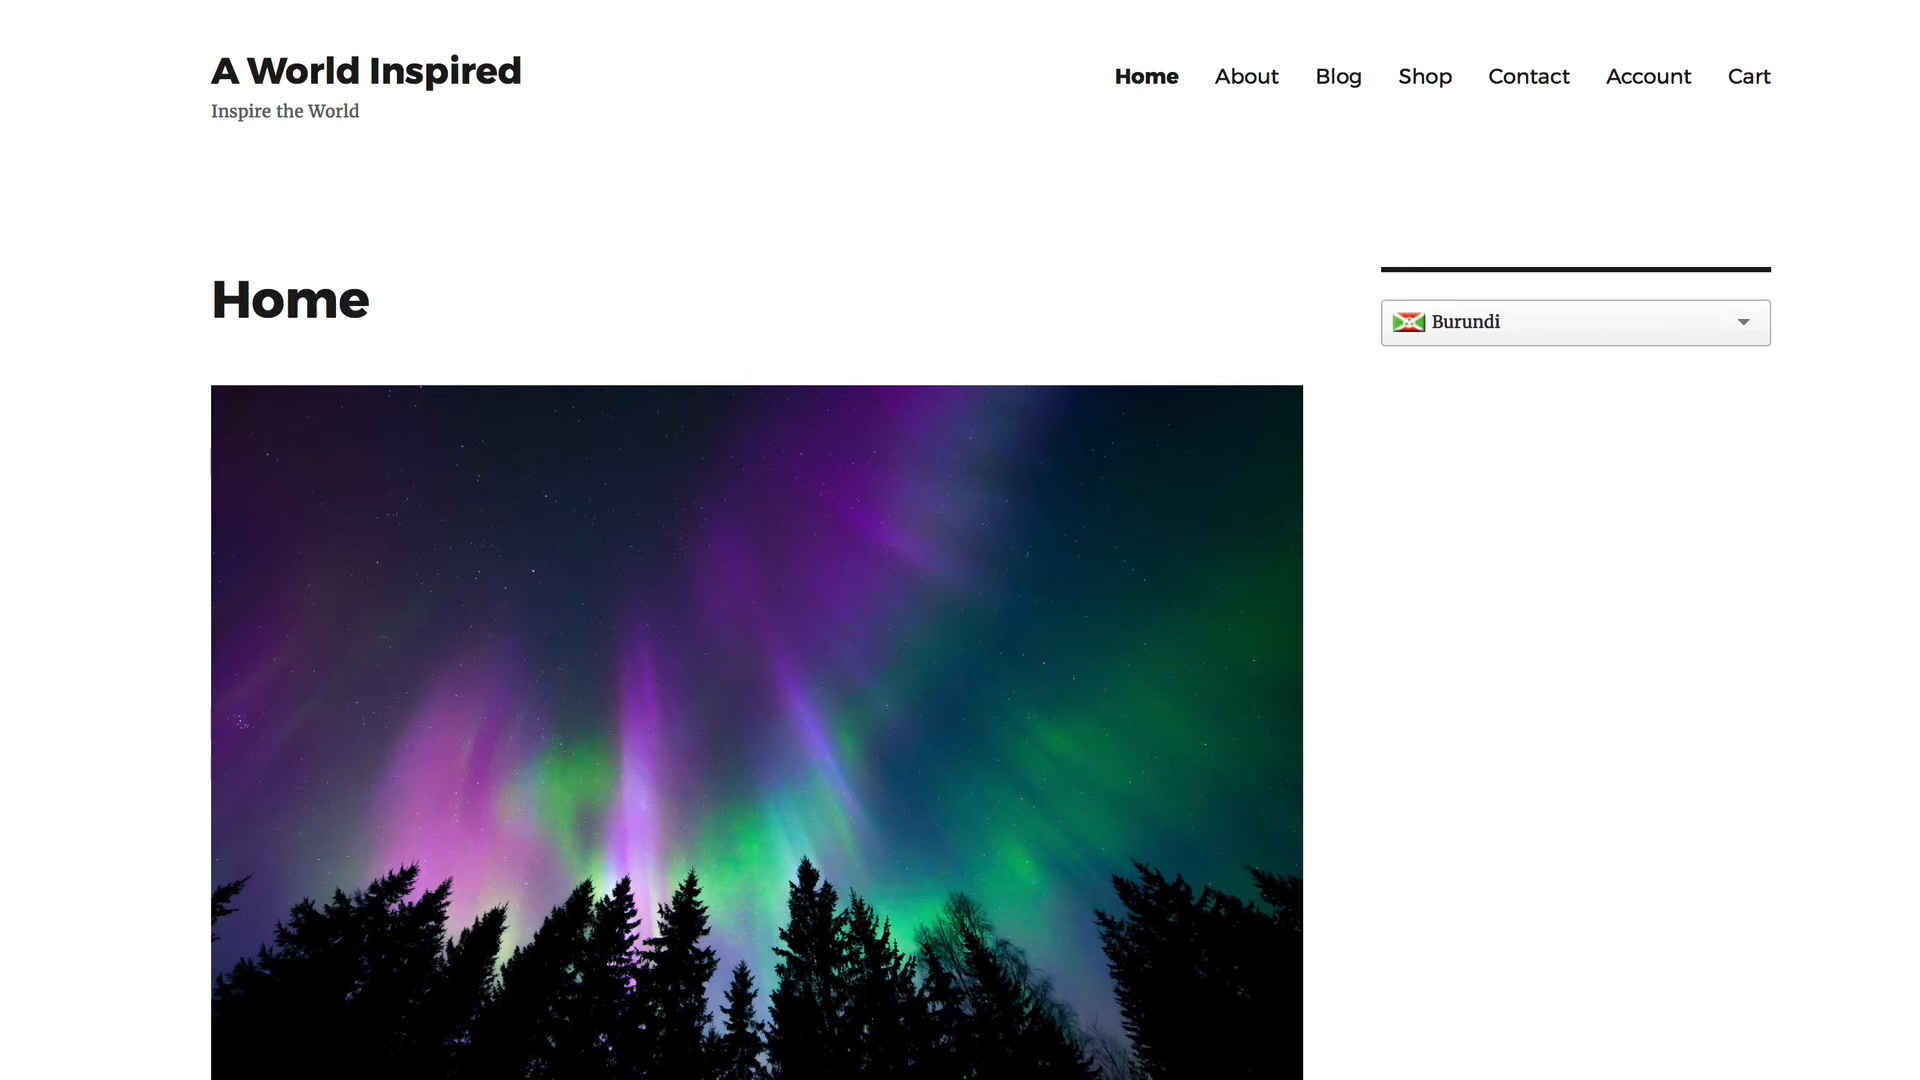 A World Inspired
Inspire the World
Home About Blog Shop Contact Account Cart
Home
Burundi